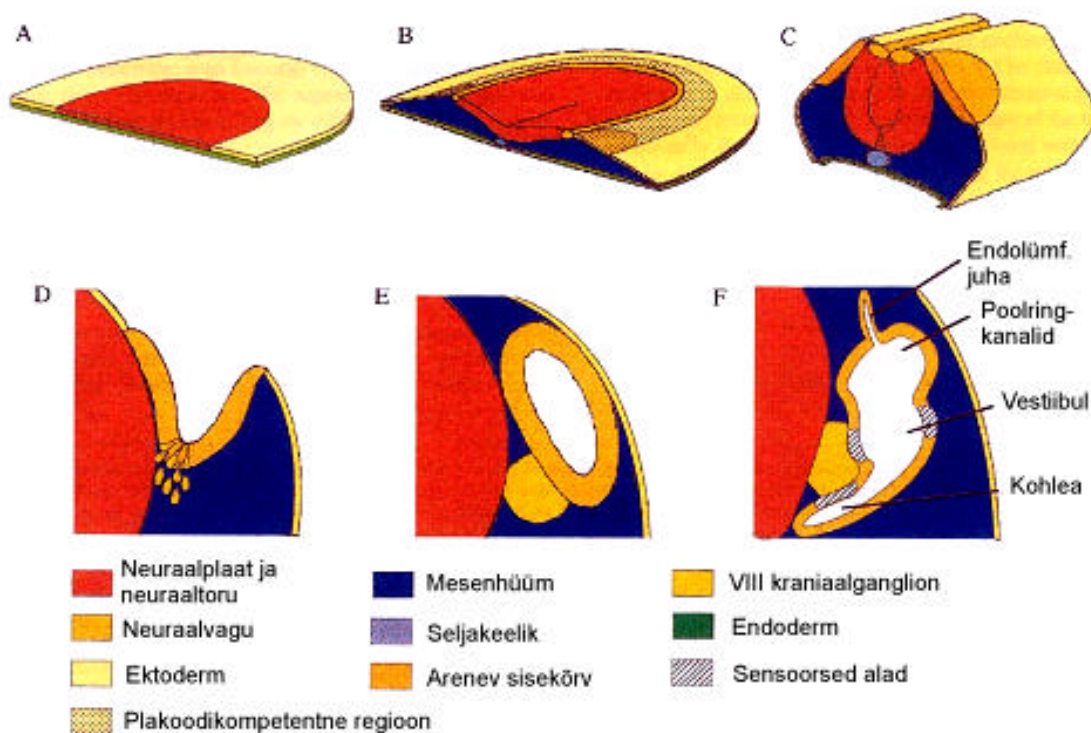 A
B
C
D
E
F
Endolümf.
juha
Poolring-
kanalid
Vestiibul
Kohlea
Neuraalplaat ja
neuraaltoru
Neuraalvagu
Ektoderm
Plakoodikompetentne regioon
Mesenhüüm
Seljakeelik
Arenev sisekõrv
VIII kraniaalganglion
Endoderm
Sensoorsed alad